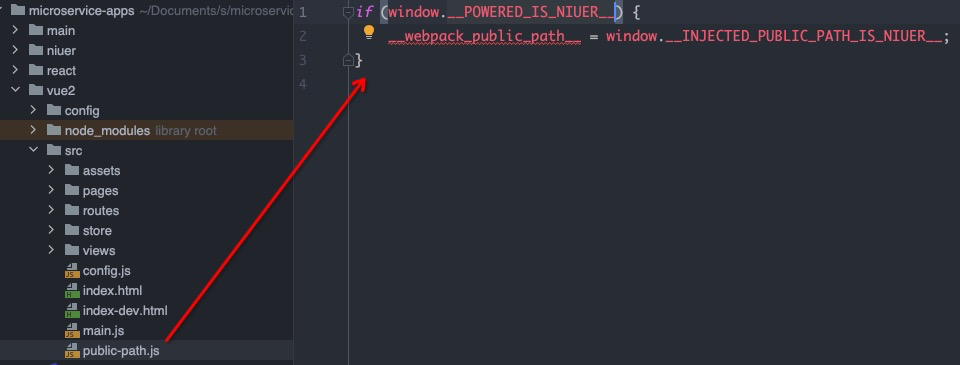 microservice-apps ~/Documents/s/microservic
main
niuer
react
vue2
config
node_modules library root
src
assets
pages
routes
store
views
config.js
index.html
index-dev.html
main.js
public-path.js
1 if (window.__POWERED_IS_NIUER__) {
2 __webpack_public_path__ = window.__INJECTED_PUBLIC_PATH_IS_NIUER__;
3 }
4